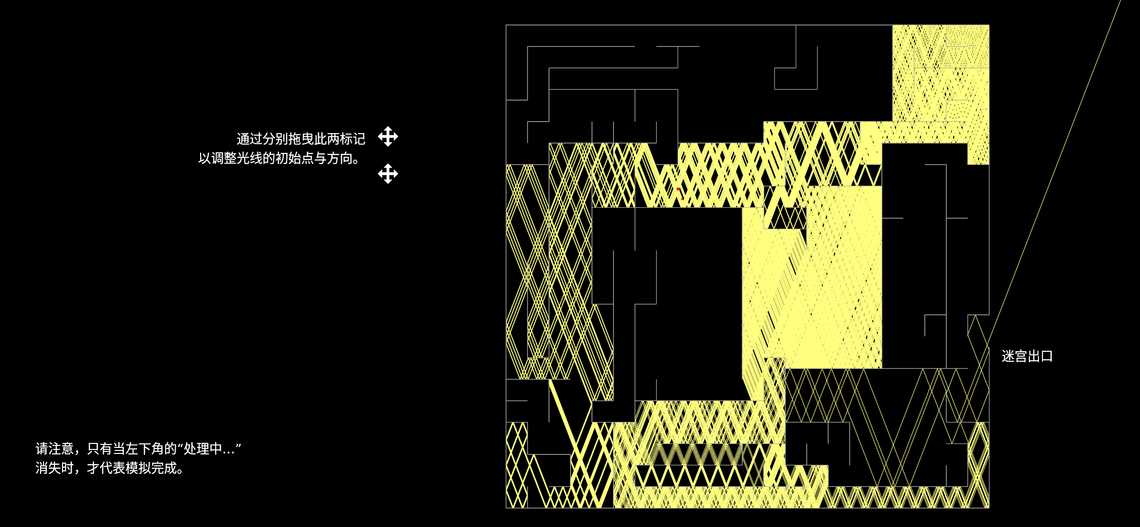 通过分别拖曳此两标记
以调整光线的初始点与方向。
迷宫出口
请注意，只有当左下角的“处理中...”
消失时，才代表模拟完成。